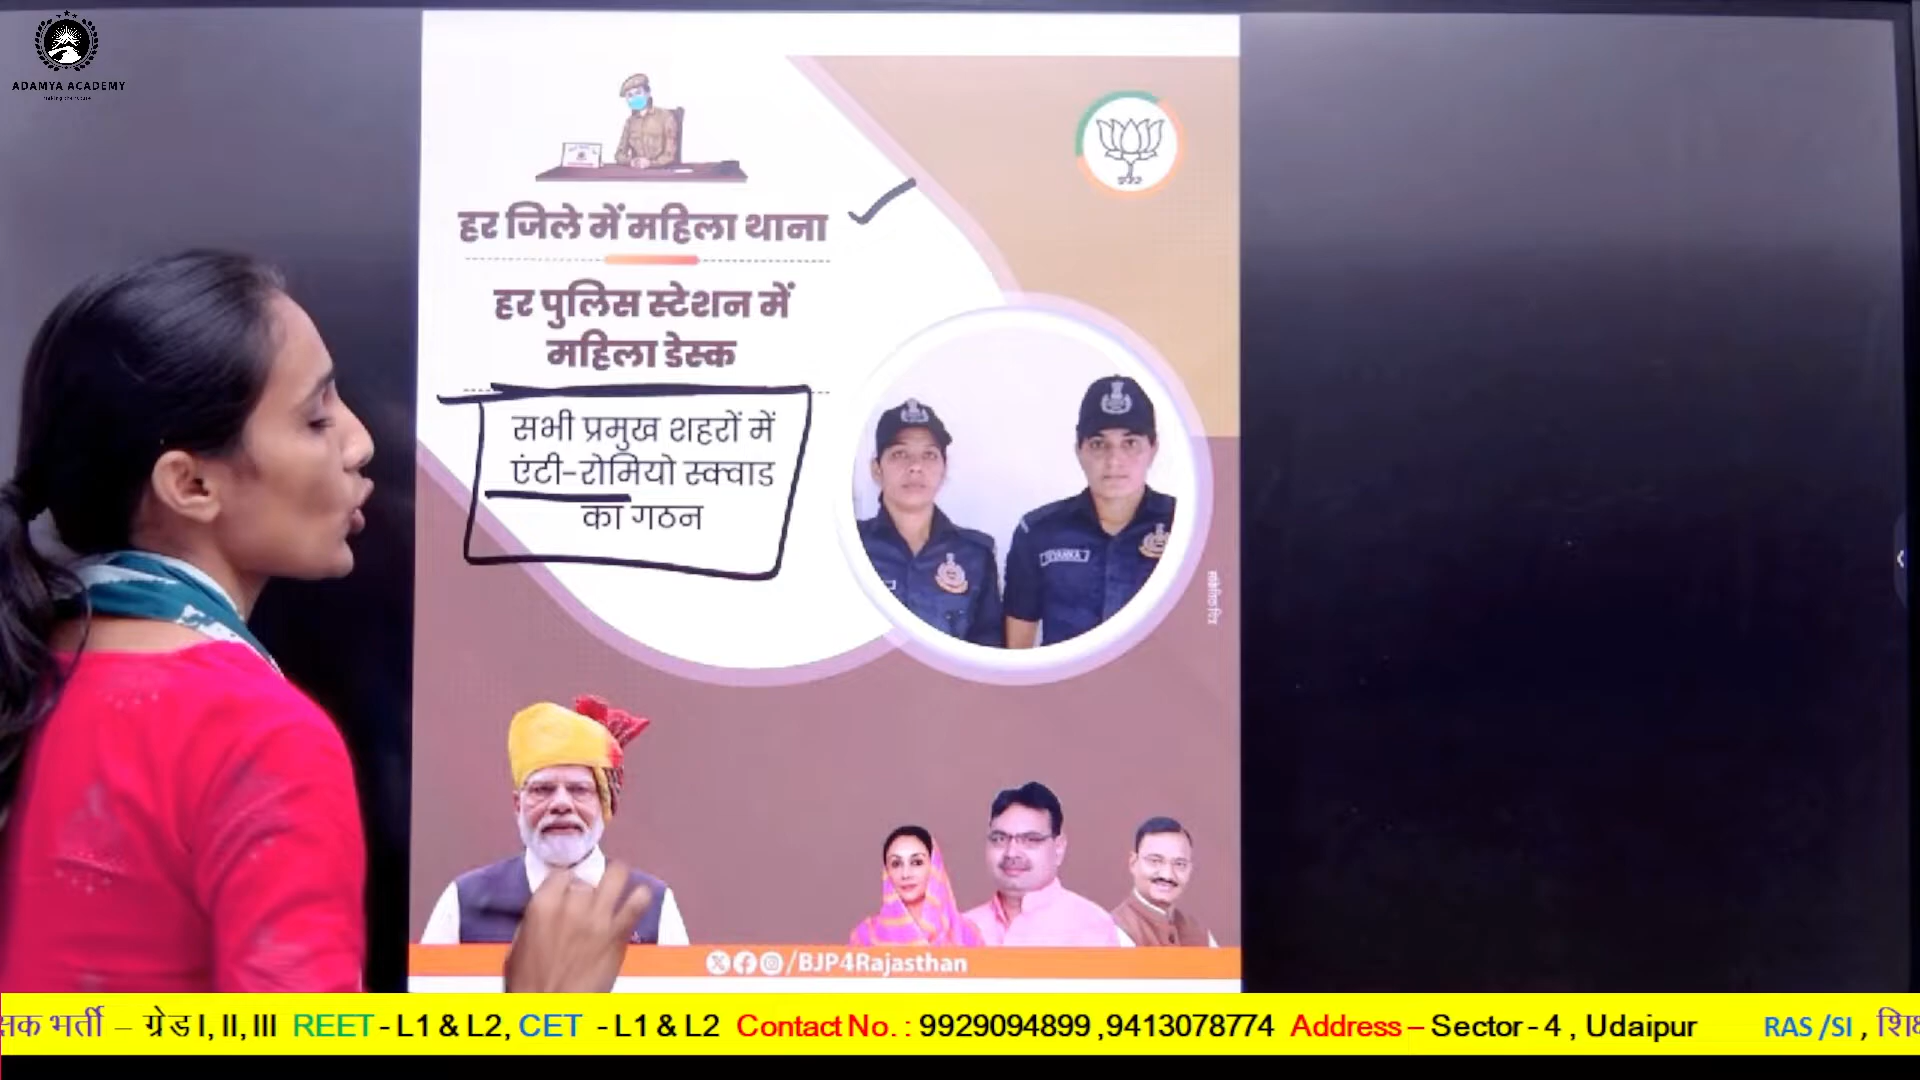 ADAMYA ACADEMY
हर जिले में महिला थाना
हर पुलिस स्टेशन में
महिला डेस्क
सभी प्रमुख शहरों में
एंटी-रोमियो स्क्वाड
का गठन
/BJP4Rajasthan
क्षक भर्ती – ग्रेड I, II, III REET - L1 & L2, CET - L1 & L2 Contact No. : 9929094899 ,9413078774 Address – Sector - 4 , Udaipur RAS /SI , शिक्ष